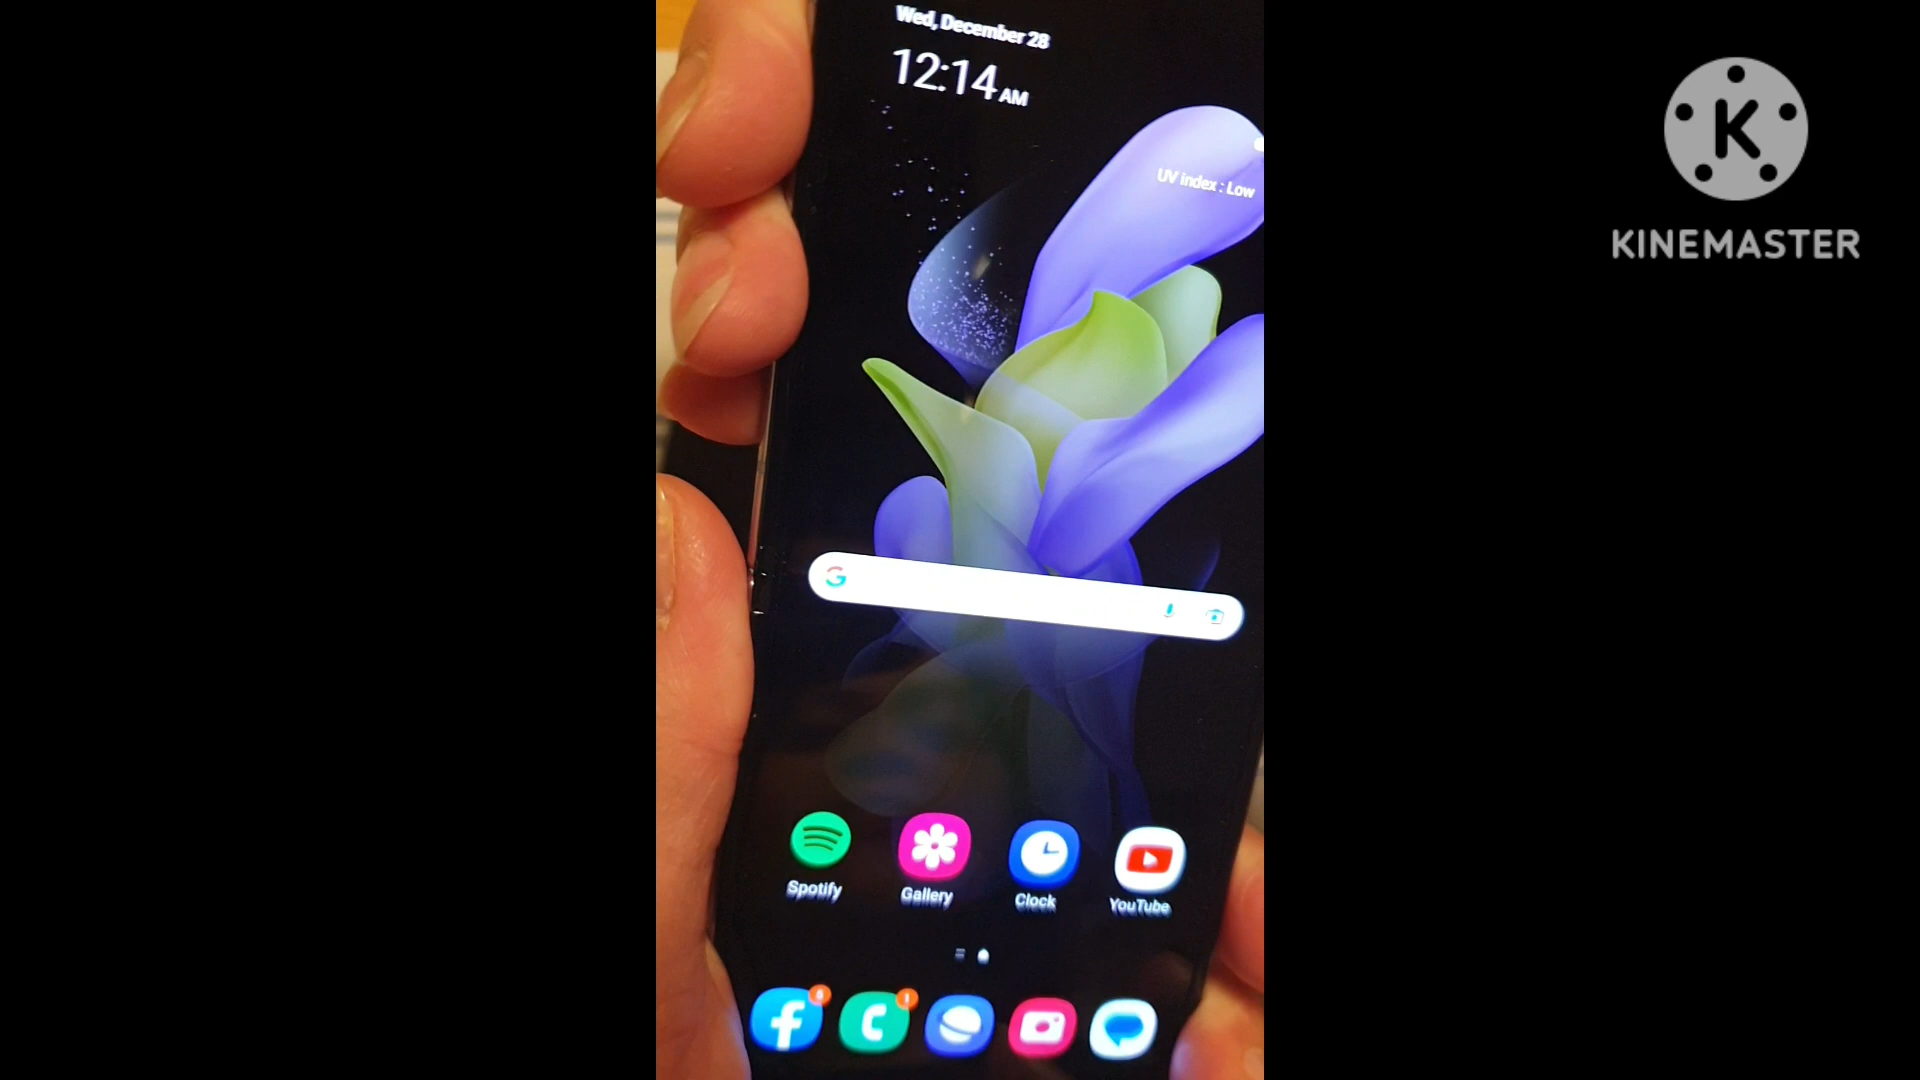 Wed, December 28
12:14 AM
UV index : Low
K
KINEMASTER
G
Spotify
Gallery
Clock
YouTube